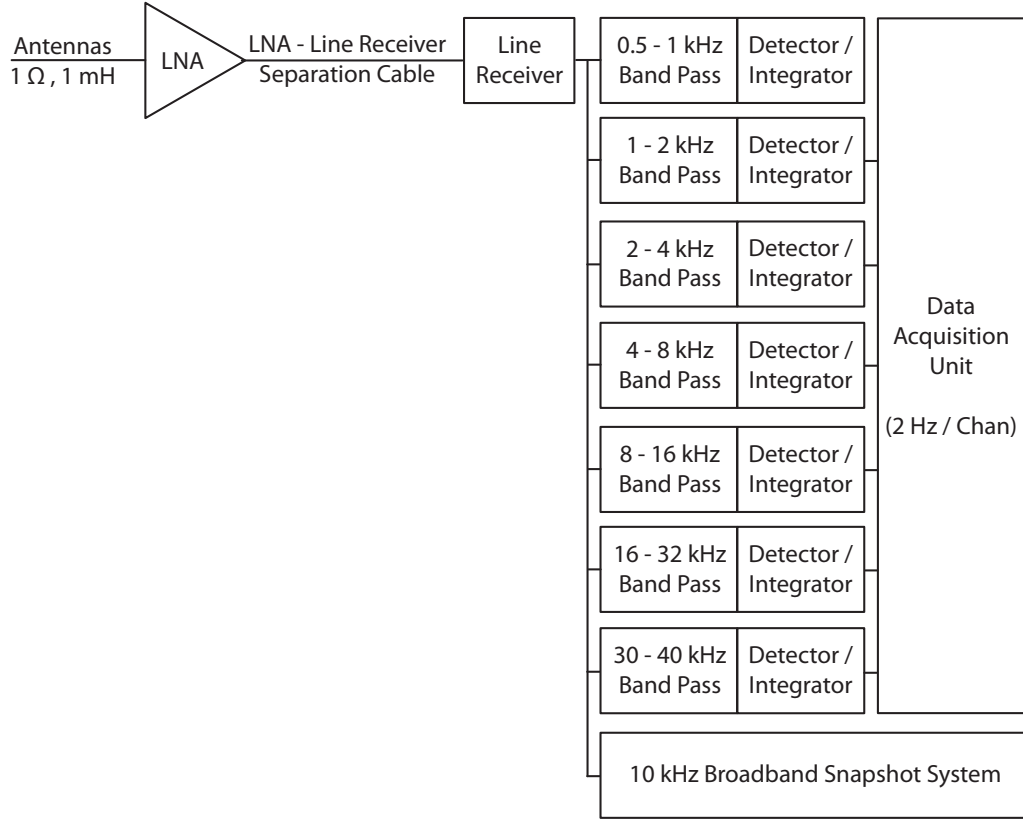 Antennas
1 Ω , 1 mH
LNA
LNA - Line Receiver
Separation Cable
Line
Receiver
0.5 - 1 kHz
Band Pass
Detector /
Integrator
1 - 2 kHz
Band Pass
Detector /
Integrator
2 - 4 kHz
Band Pass
Detector /
Integrator
4 - 8 kHz
Band Pass
Detector /
Integrator
8 - 16 kHz
Band Pass
Detector /
Integrator
16 - 32 kHz
Band Pass
Detector /
Integrator
30 - 40 kHz
Band Pass
Detector /
Integrator
Data
Acquisition
Unit
(2 Hz / Chan)
10 kHz Broadband Snapshot System